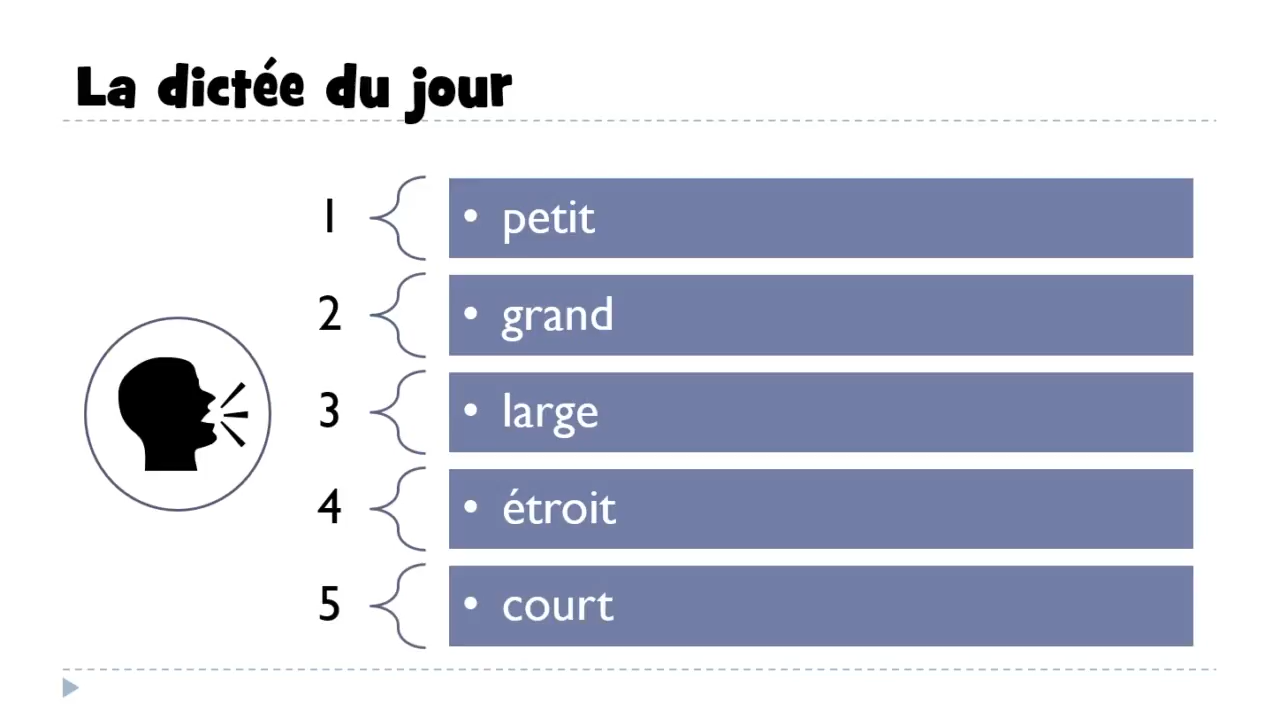 La dictée du jour
1 • petit
2 • grand
3 • large
4 • étroit
5 • court